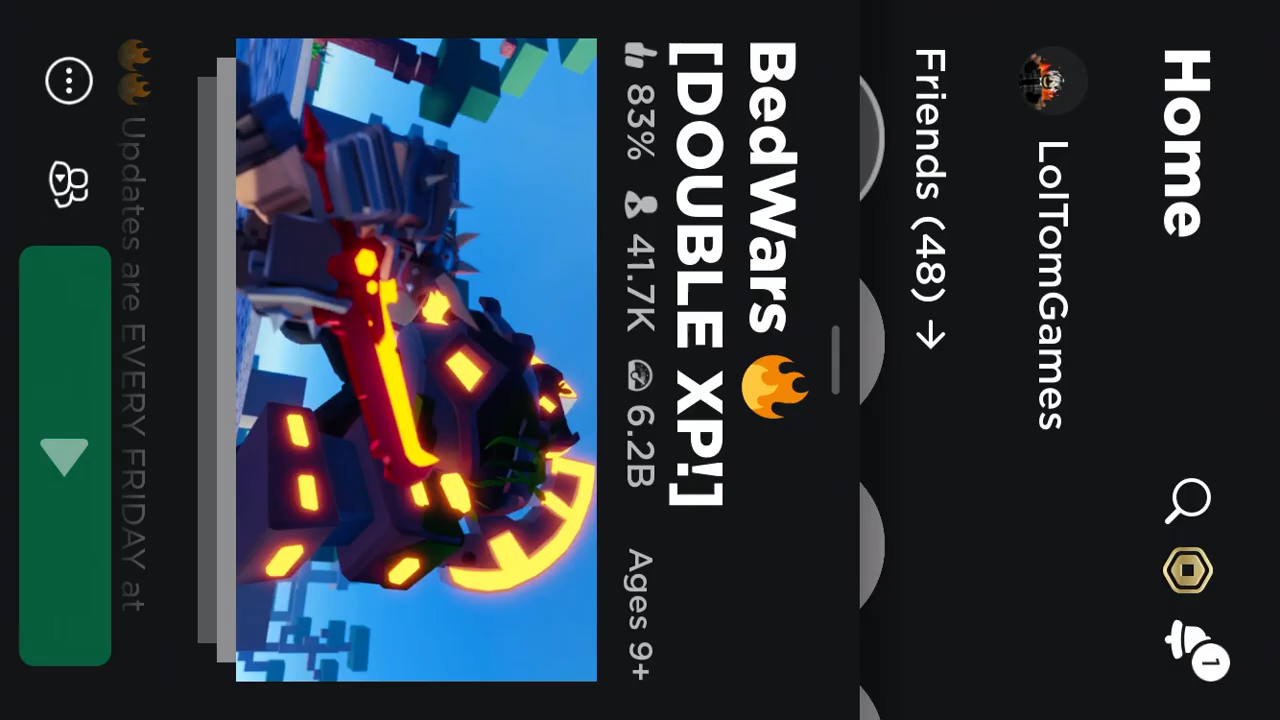 Home
1
LolTomGames
Friends (48) →
BedWars 🔥
[DOUBLE XP!]
83% 41.7K 6.2B Ages 9+
🔥🔥 Updates are EVERY FRIDAY at